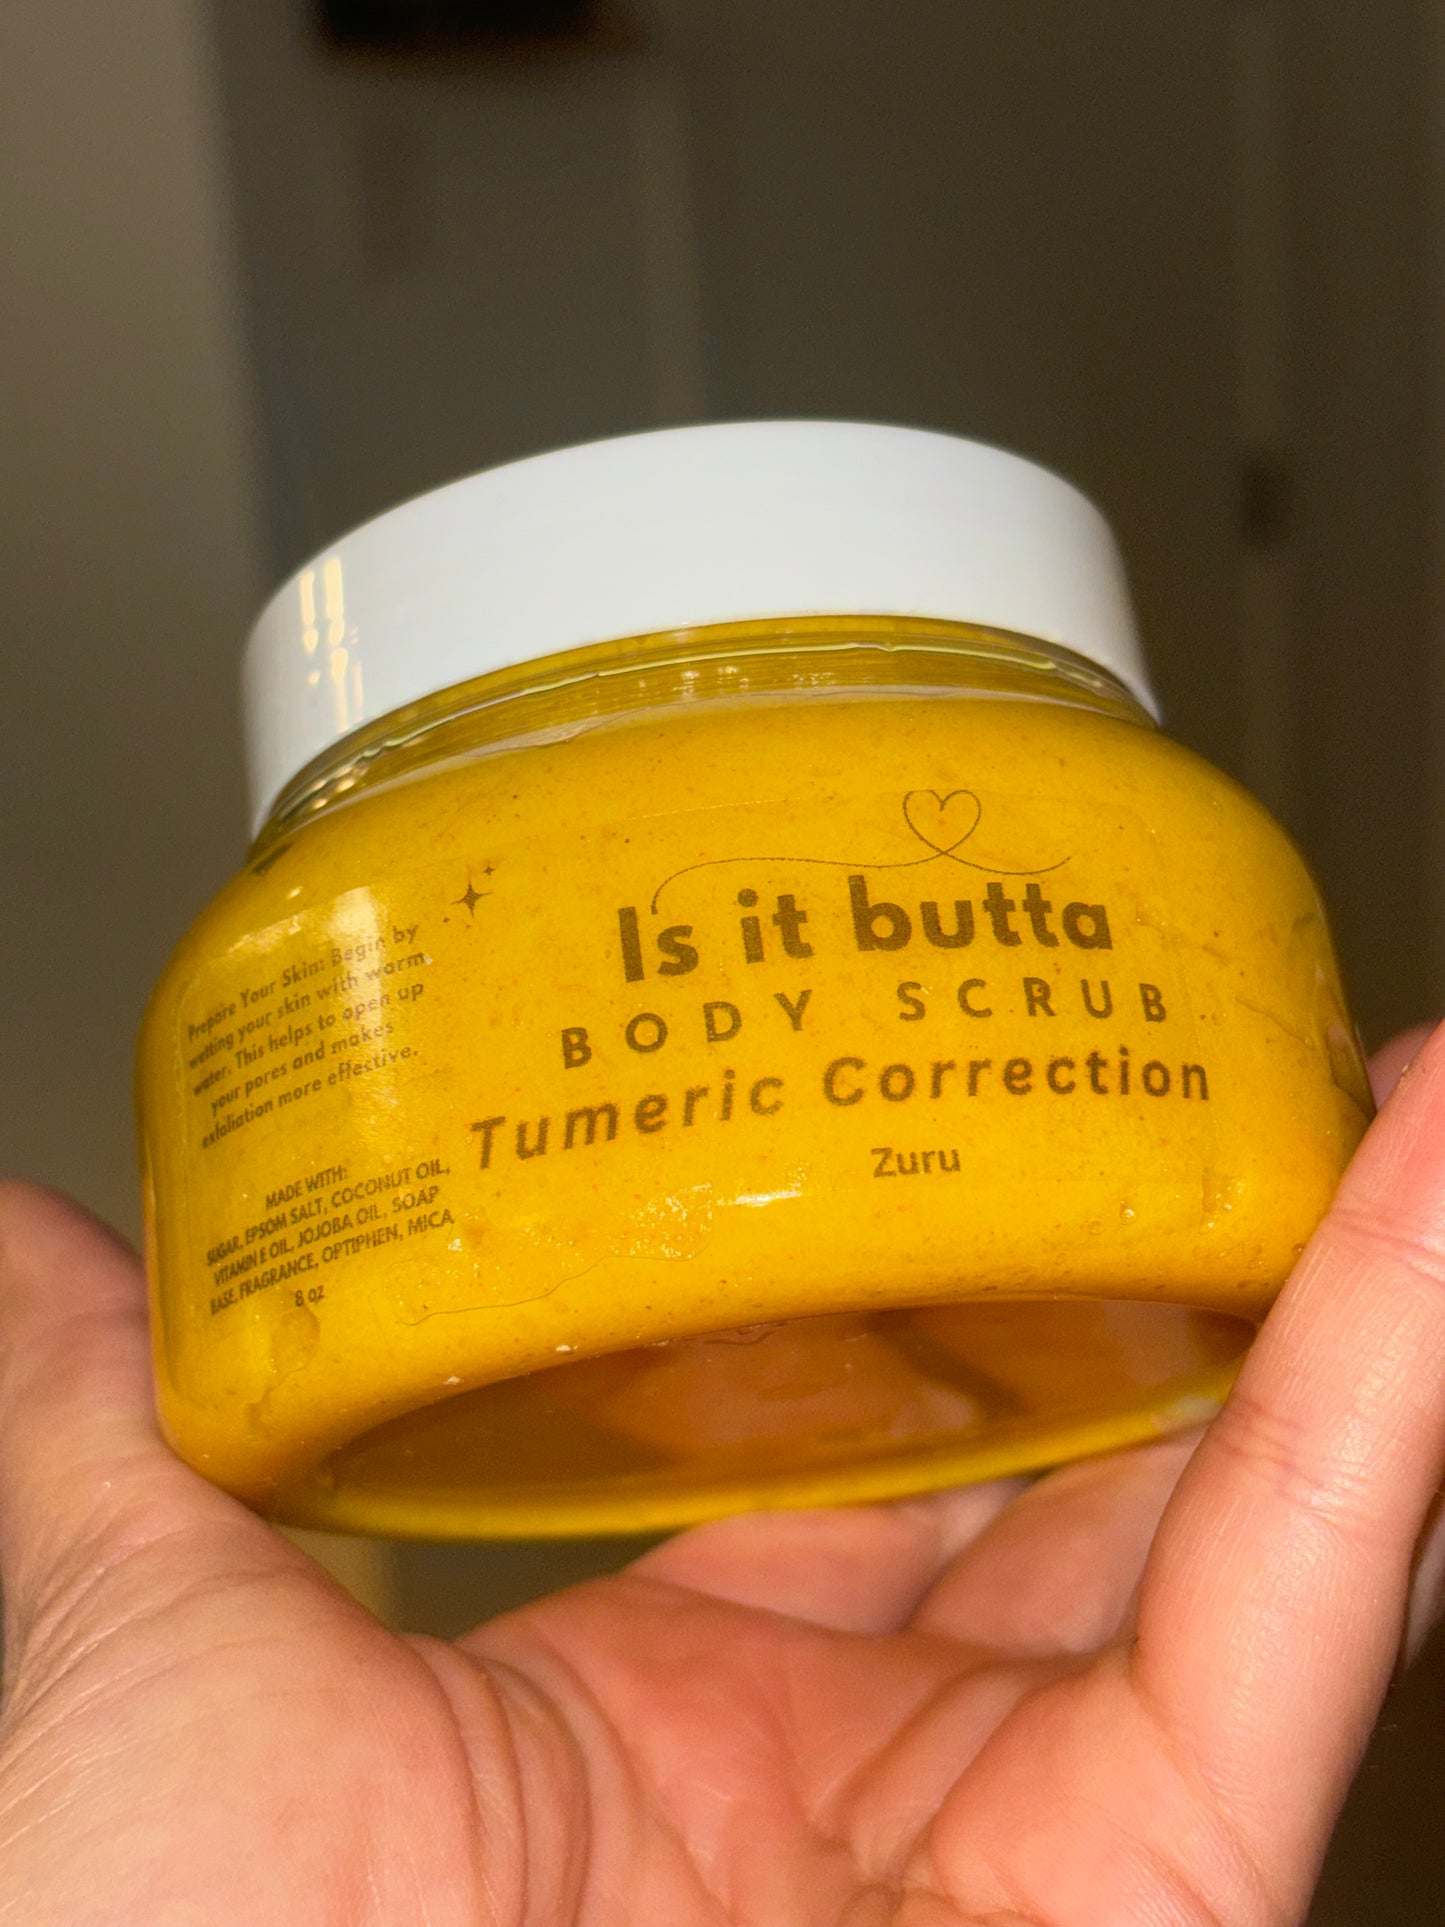 Is it butta
BODY SCRUB
Tumeric Correction
Zuru
Prepare Your Skin: Begin by
wetting your skin with warm
water. This helps to open up
your pores and makes
exfoliation more effective.
MADE WITH:
SUGAR, EPSOM SALT, COCONUT OIL,
VITAMIN E OIL, JOJOBA OIL, SOAP
BASE, FRAGRANCE, OPTIPHEN, MICA
8 oz